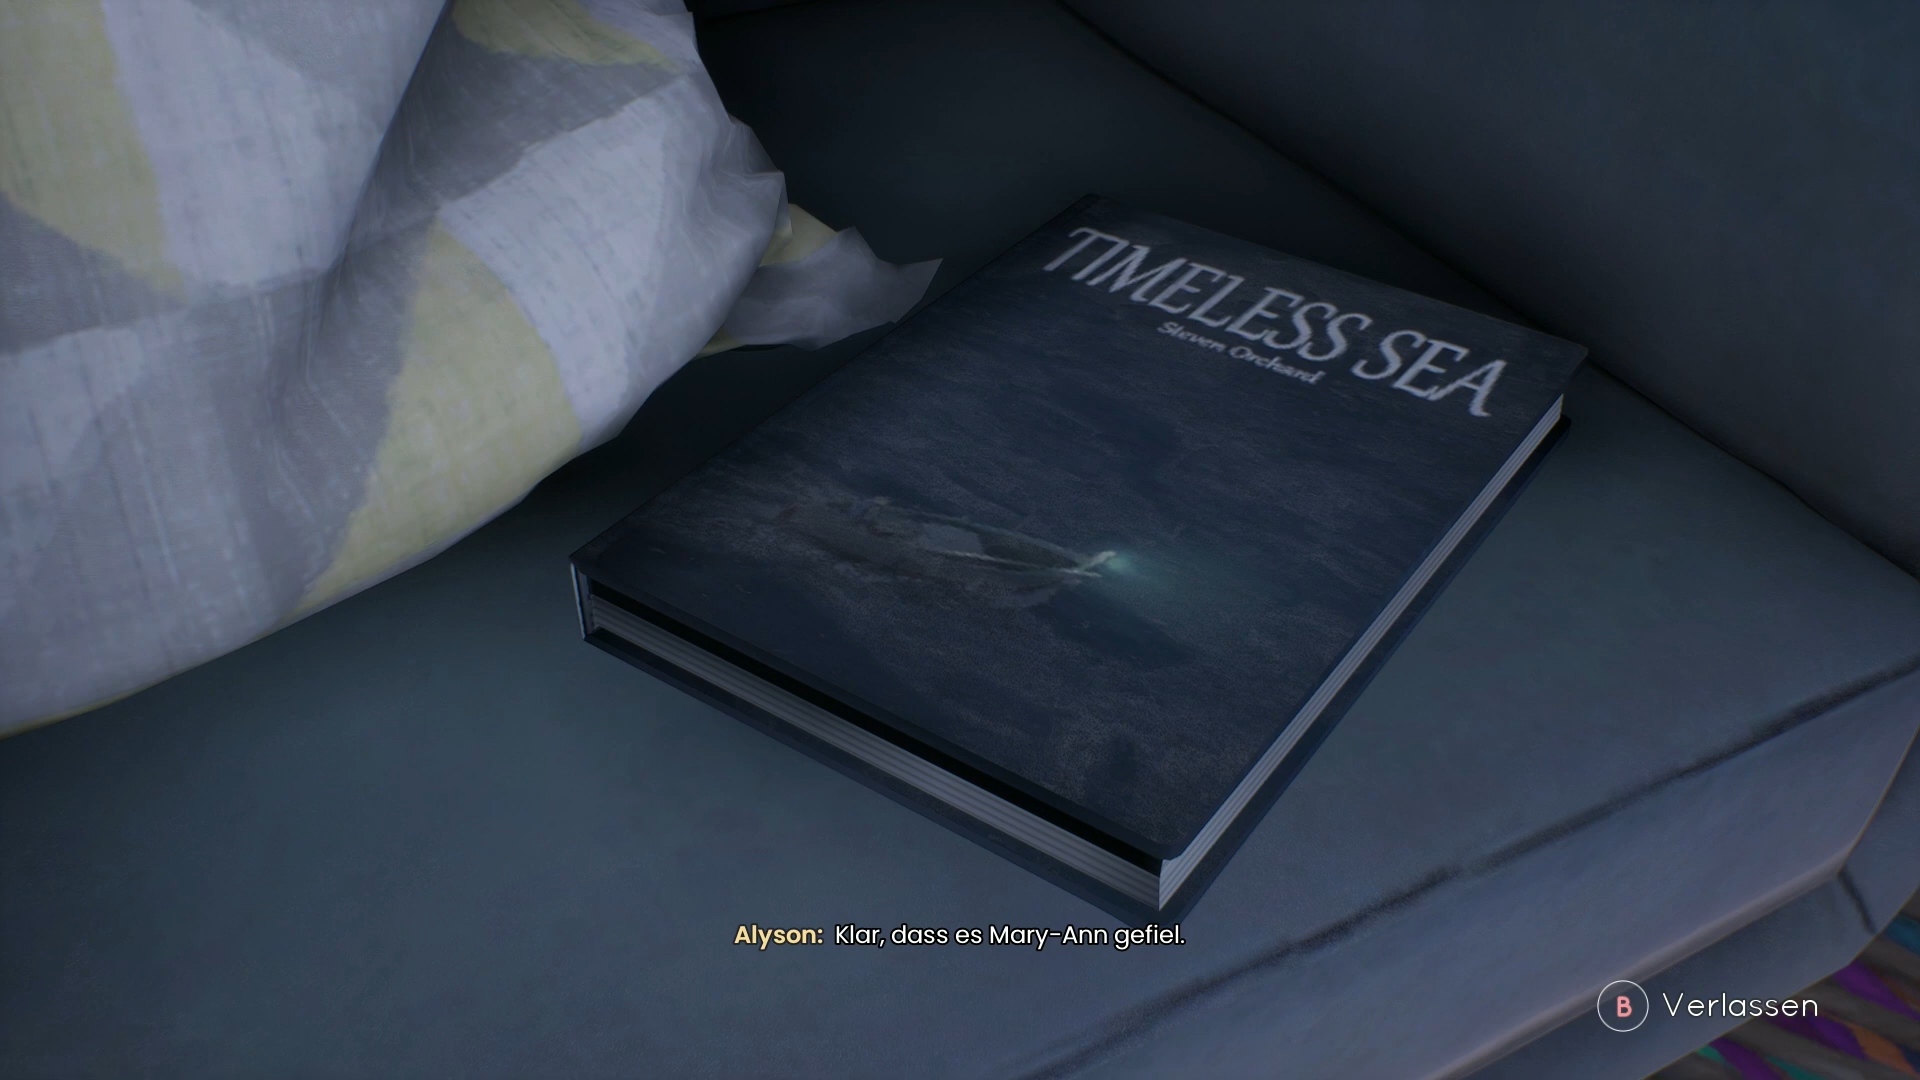 TIMELESS SEA
Steven Orchard
Alyson: Klar, dass es Mary-Ann gefiel.
B Verlassen